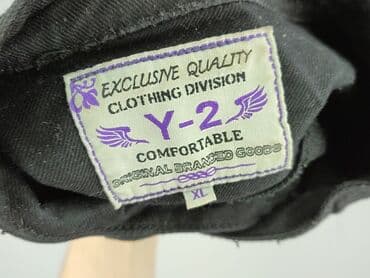 EXCLUSIVE QUALITY
CLOTHING DIVISION
Y-2
COMFORTABLE
ORIGINAL BRANDED GOODS
XL